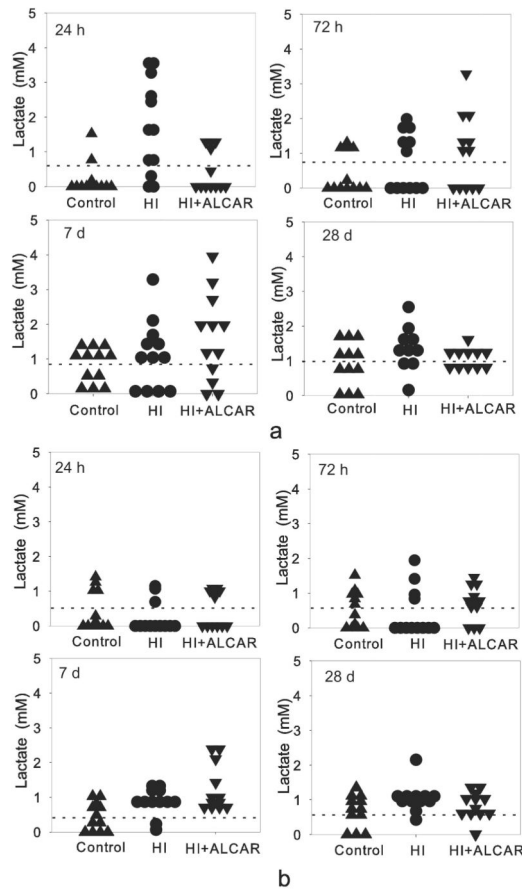 24 h
Lactate (mM)
5
4
3
2
1
0
Control HI HI+ALCAR
72 h
Lactate (mM)
5
4
3
2
1
0
Control HI HI+ALCAR
7 d
Lactate (mM)
5
4
3
2
1
0
Control HI HI+ALCAR
28 d
Lactate (mM)
5
4
3
2
1
0
Control HI HI+ALCAR
a
24 h
Lactate (mM)
5
4
3
2
1
0
Control HI HI+ALCAR
72 h
Lactate (mM)
5
4
3
2
1
0
Control HI HI+ALCAR
7 d
Lactate (mM)
5
4
3
2
1
0
Control HI HI+ALCAR
28 d
Lactate (mM)
5
4
3
2
1
0
Control HI HI+ALCAR
b